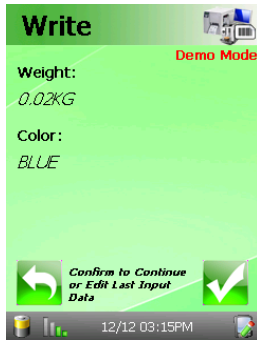 Write
Demo Mode
Weight:
0.02KG
Color:
BLUE
Confirm to Continue
or Edit Last Input
Data
12/12 03:15PM